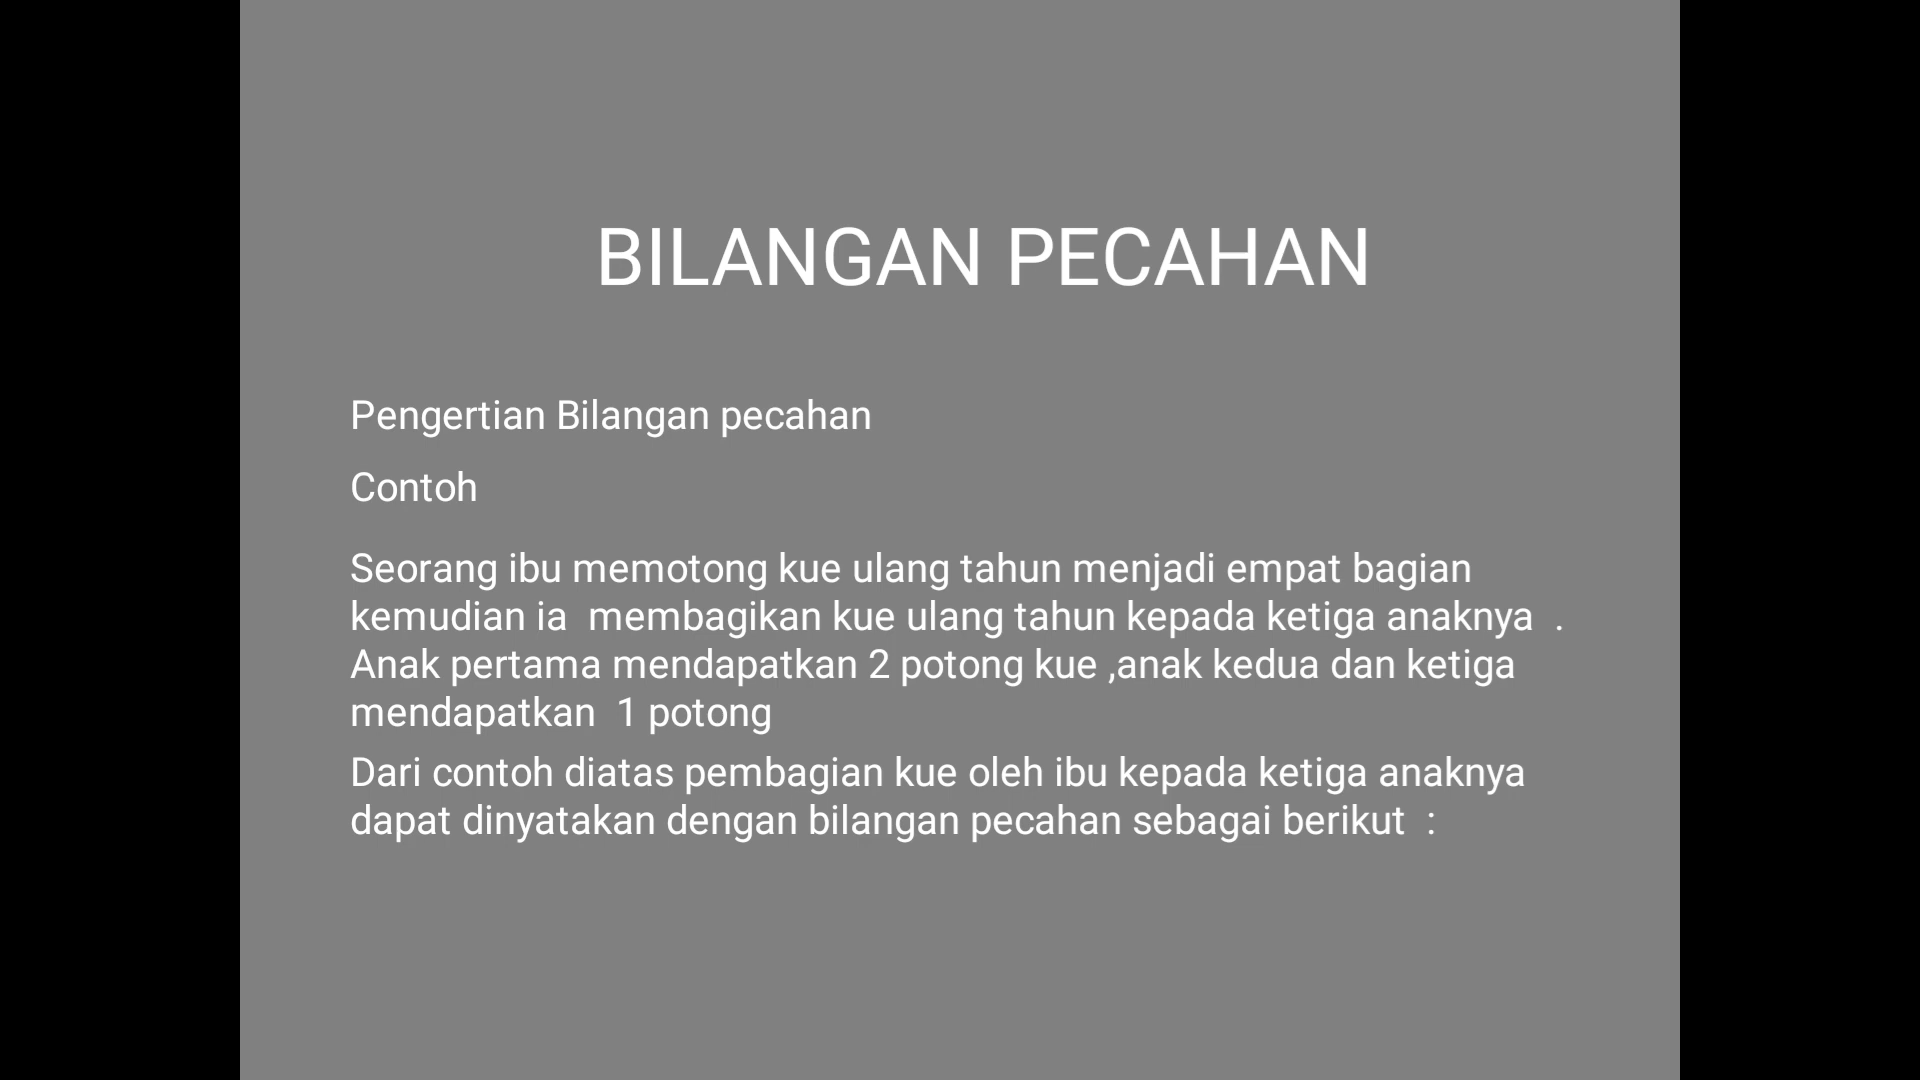 BILANGAN PECAHAN
Pengertian Bilangan pecahan
Contoh
Seorang ibu memotong kue ulang tahun menjadi empat bagian
kemudian ia  membagikan kue ulang tahun kepada ketiga anaknya  .
Anak pertama mendapatkan 2 potong kue ,anak kedua dan ketiga
mendapatkan  1 potong
Dari contoh diatas pembagian kue oleh ibu kepada ketiga anaknya
dapat dinyatakan dengan bilangan pecahan sebagai berikut  :